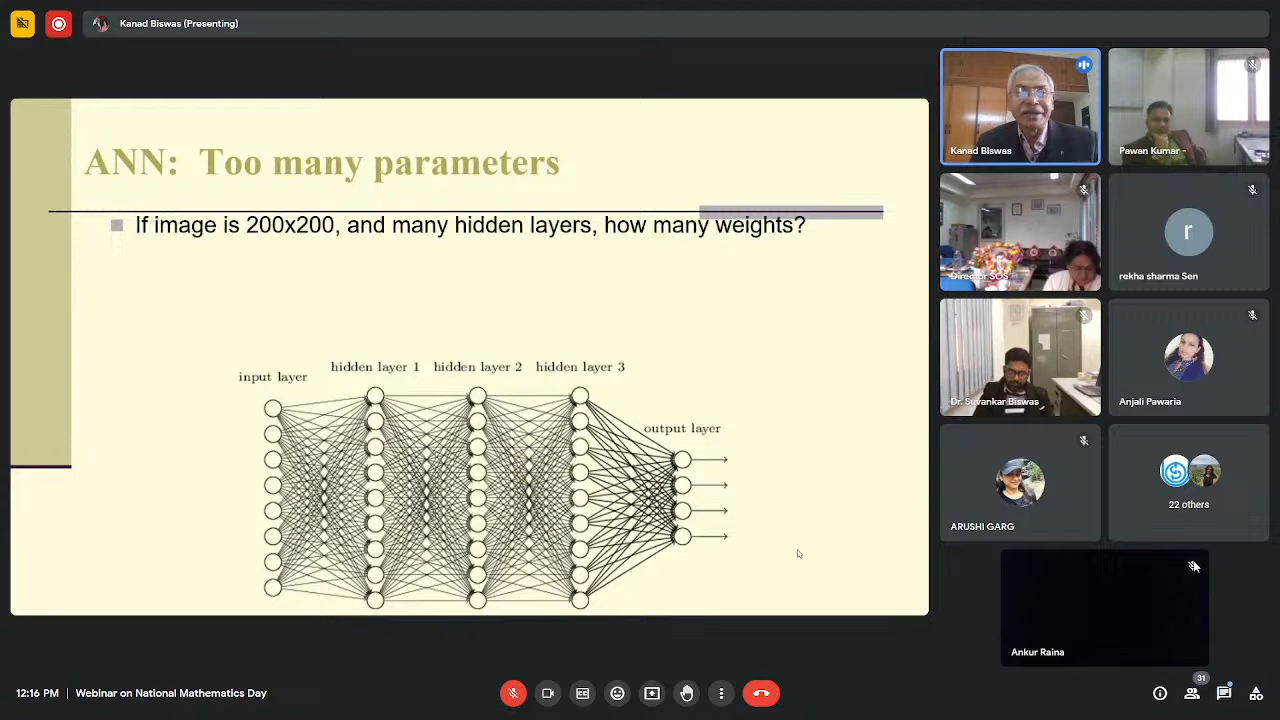 Kanad Biswas (Presenting)
ANN: Too many parameters
If image is 200x200, and many hidden layers, how many weights?
input layer
hidden layer 1
hidden layer 2
hidden layer 3
output layer
Kanad Biswas
Pawan Kumar -
Director SOS
r
rekha sharma Sen
Dr. Suvankar Biswas
Anjali Pawaria
ARUSHI GARG
22 others
Ankur Raina
12:16 PM | Webinar on National Mathematics Day
31